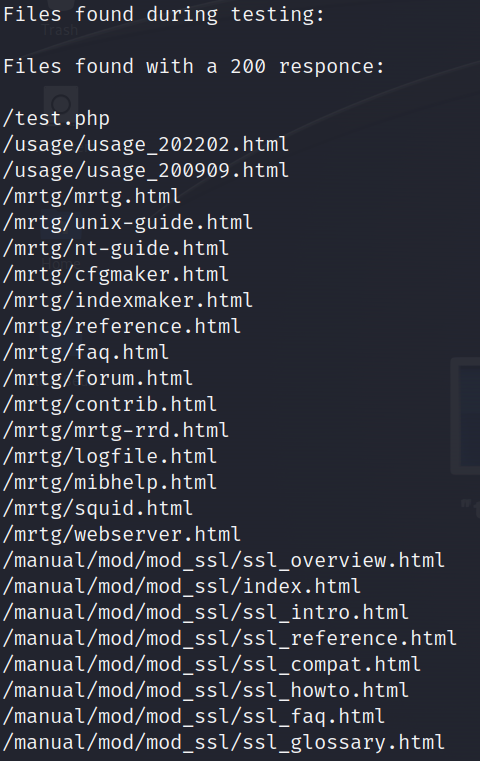 Files found during testing:
Files found with a 200 responce:
/test.php
/usage/usage_202202.html
/usage/usage_200909.html
/mrtg/mrtg.html
/mrtg/unix-guide.html
/mrtg/nt-guide.html
/mrtg/cfgmaker.html
/mrtg/indexmaker.html
/mrtg/reference.html
/mrtg/faq.html
/mrtg/forum.html
/mrtg/contrib.html
/mrtg/mrtg-rrd.html
/mrtg/logfile.html
/mrtg/mibhelp.html
/mrtg/squid.html
/mrtg/webserver.html
/manual/mod/mod_ssl/ssl_overview.html
/manual/mod/mod_ssl/index.html
/manual/mod/mod_ssl/ssl_intro.html
/manual/mod/mod_ssl/ssl_reference.html
/manual/mod/mod_ssl/ssl_compat.html
/manual/mod/mod_ssl/ssl_howto.html
/manual/mod/mod_ssl/ssl_faq.html
/manual/mod/mod_ssl/ssl_glossary.html
Trash